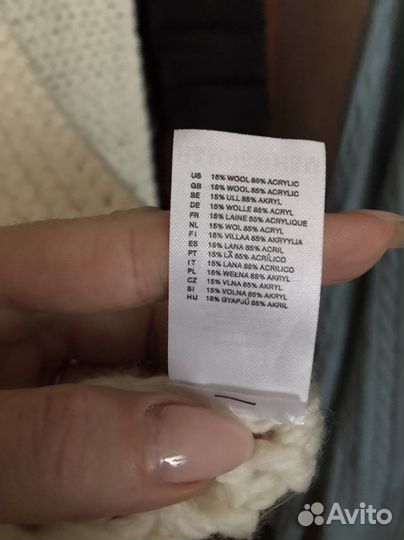 US 15% WOOL 85% ACRYLIC
GB 15% WOOL 85% ACRYLIC
SE 15% ULL 85% AKRYL
DE 15% WOLLE 85% ACRYL
FR 15% LAINE 85% ACRYLIQUE
NL 15% WOL 85% ACRYL
FI 15% VILLAA 85% AKRYYLIA
ES 15% LANA 85% ACRIL
PT 15% LÃ 85% ACRÍLICO
IT 15% LANA 85% ACRILICO
PL 15% WEŁNA 85% AKRYL
CZ 15% VLNA 85% AKRYL
SI 15% VOLNA 85% AKRYL
HU 15% GYAPJÚ 85% AKRIL
Avito